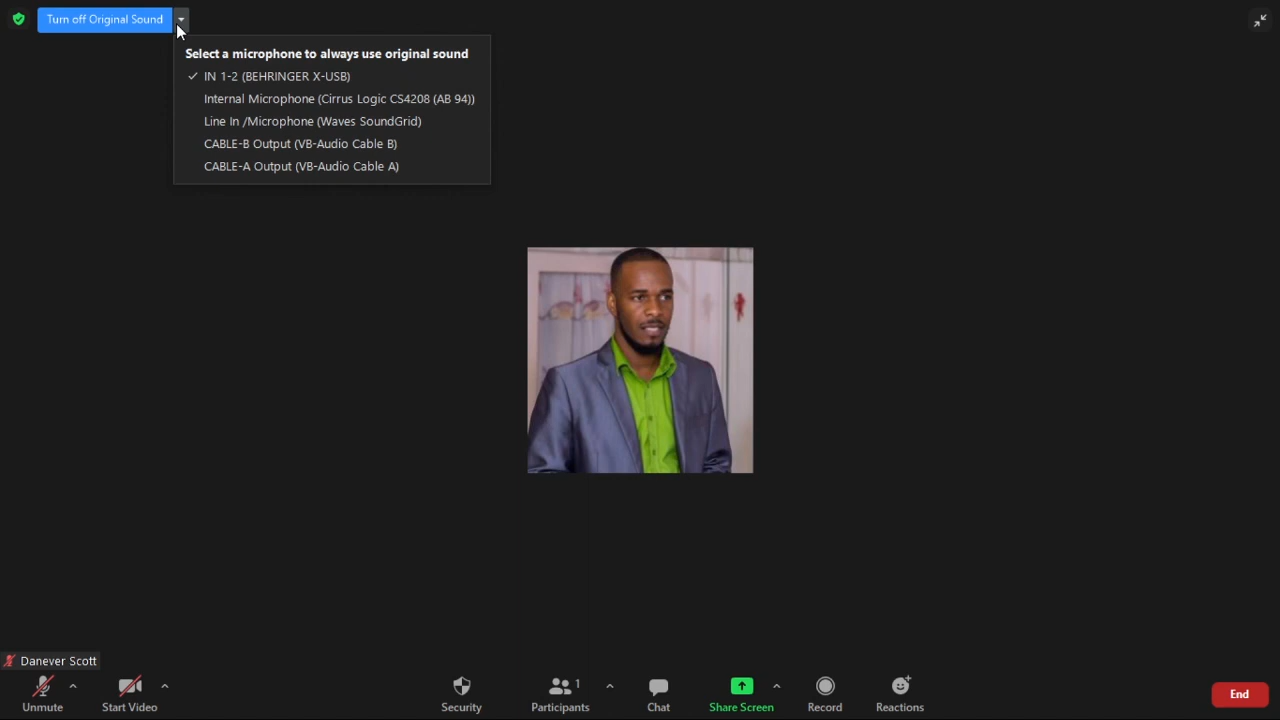 Turn off Original Sound
Select a microphone to always use original sound
IN 1-2 (BEHRINGER X-USB)
Internal Microphone (Cirrus Logic CS4208 (AB 94))
Line In /Microphone (Waves SoundGrid)
CABLE-B Output (VB-Audio Cable B)
CABLE-A Output (VB-Audio Cable A)
Danever Scott
1
Unmute
Start Video
Security
Participants
Chat
Share Screen
Record
Reactions
End